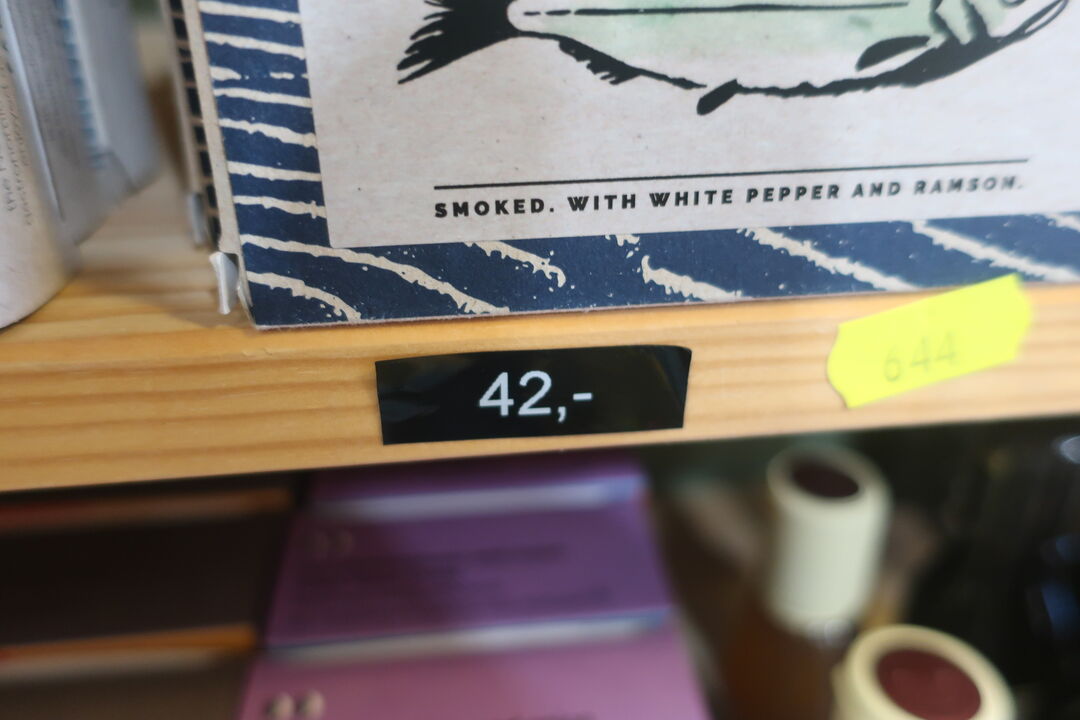 SMOKED. WITH WHITE PEPPER AND RAMSON.
42,-
644